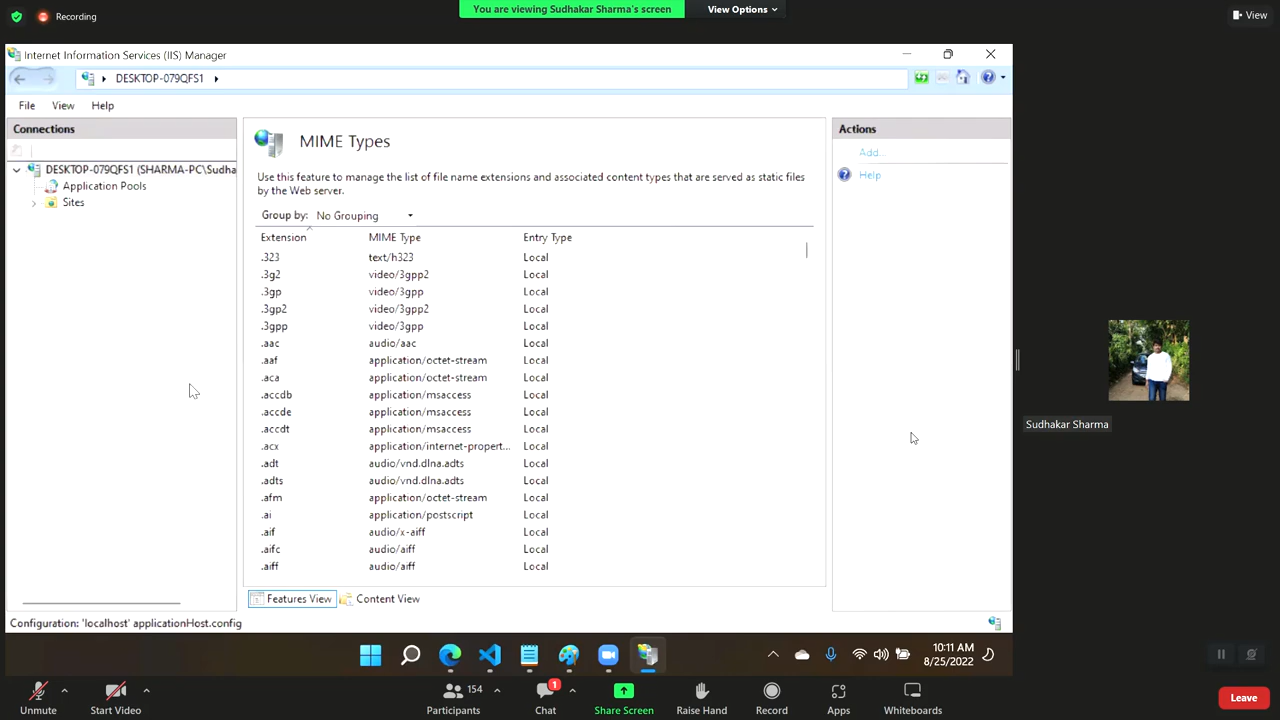 Recording
You are viewing Sudhakar Sharma's screen
View Options
View
Internet Information Services (IIS) Manager
DESKTOP-079QFS1
File View Help
Connections
DESKTOP-079QFS1 (SHARMA-PC\Sudha
Application Pools
Sites
MIME Types
Use this feature to manage the list of file name extensions and associated content types that are served as static files
by the Web server.
Group by: No Grouping
Extension MIME Type Entry Type
.323 text/h323 Local
.3g2 video/3gpp2 Local
.3gp video/3gpp Local
.3gp2 video/3gpp2 Local
.3gpp video/3gpp Local
.aac audio/aac Local
.aaf application/octet-stream Local
.aca application/octet-stream Local
.accdb application/msaccess Local
.accde application/msaccess Local
.accdt application/msaccess Local
.acx application/internet-propert... Local
.adt audio/vnd.dlna.adts Local
.adts audio/vnd.dlna.adts Local
.afm application/octet-stream Local
.ai application/postscript Local
.aif audio/x-aiff Local
.aifc audio/aiff Local
.aiff audio/aiff Local
Features View Content View
Actions
Add...
Help
Sudhakar Sharma
Configuration: 'localhost' applicationHost.config
10:11 AM
8/25/2022
Unmute
Start Video
154
Participants
1
Chat
Share Screen
Raise Hand
Record
Apps
Whiteboards
Leave